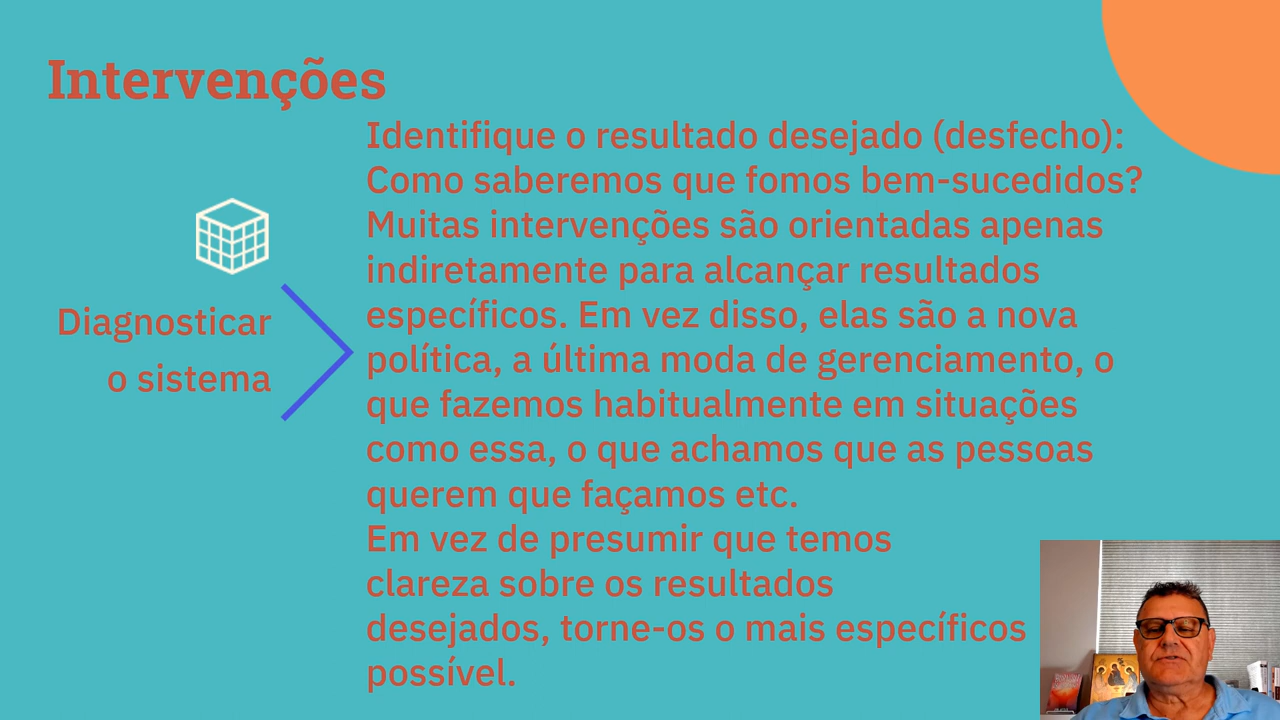 Intervenções
Diagnosticar
o sistema
Identifique o resultado desejado (desfecho):
Como saberemos que fomos bem-sucedidos?
Muitas intervenções são orientadas apenas
indiretamente para alcançar resultados
específicos. Em vez disso, elas são a nova
política, a última moda de gerenciamento, o
que fazemos habitualmente em situações
como essa, o que achamos que as pessoas
querem que façamos etc.
Em vez de presumir que temos
clareza sobre os resultados
desejados, torne-os o mais específicos
possível.